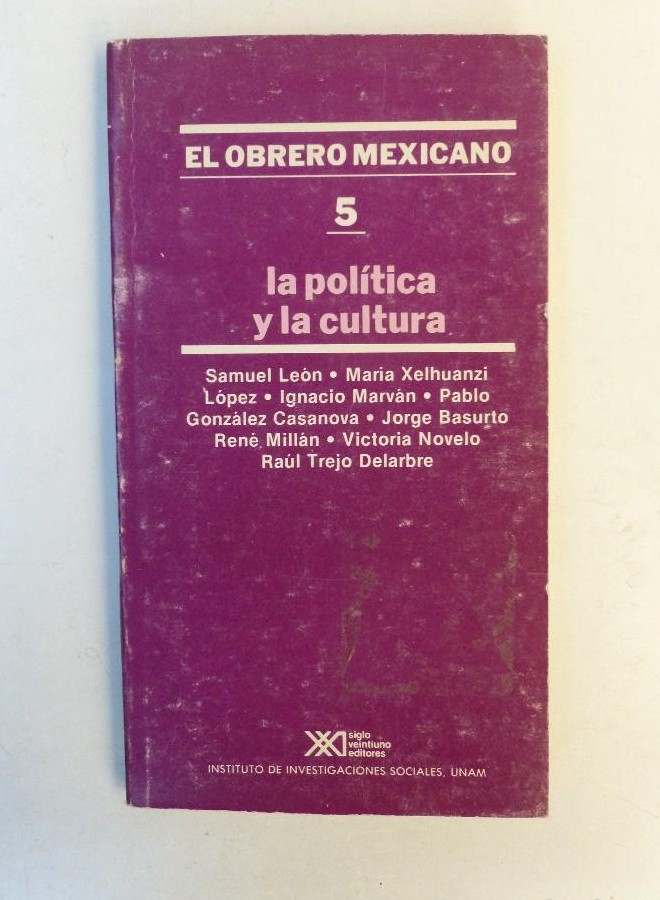 EL OBRERO MEXICANO
5
la política
y la cultura
Samuel León • Maria Xelhuanzi
López • Ignacio Marván • Pablo
González Casanova • Jorge Basurto
René Millán • Victoria Novelo
Raúl Trejo Delarbre
siglo
veintiuno
editores
INSTITUTO DE INVESTIGACIONES SOCIALES, UNAM